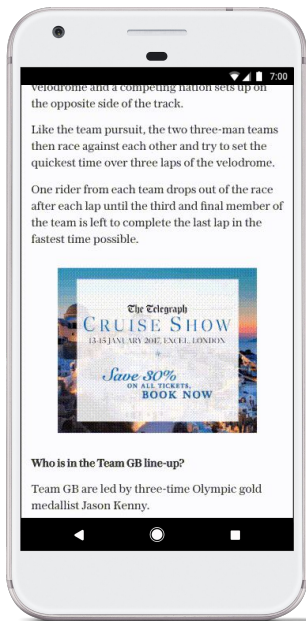 7:00
velodrome and a competing nation sets up on
the opposite side of the track.
Like the team pursuit, the two three-man teams
then race against each other and try to set the
quickest time over three laps of the velodrome.
One rider from each team drops out of the race
after each lap until the third and final member of
the team is left to complete the last lap in the
fastest time possible.
The Telegraph
CRUISE SHOW
13-15 JANUARY 2017, EXCEL, LONDON
Save 30%
ON ALL TICKETS,
BOOK NOW
Who is in the Team GB line-up?
Team GB are led by three-time Olympic gold
medallist Jason Kenny.